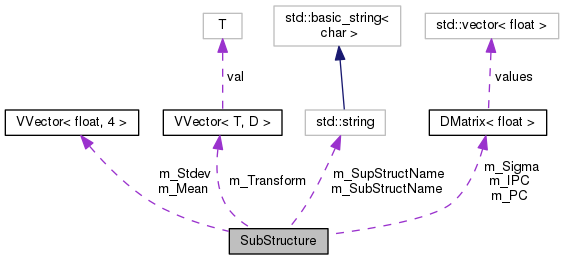 T
std::basic_string<
char >
std::vector< float >
val
values
VVector< float, 4 >
VVector< T, D >
std::string
DMatrix< float >
m_Stdev
m_Mean
m_Transform
m_SupStructName
m_SubStructName
m_Sigma
m_IPC
m_PC
SubStructure